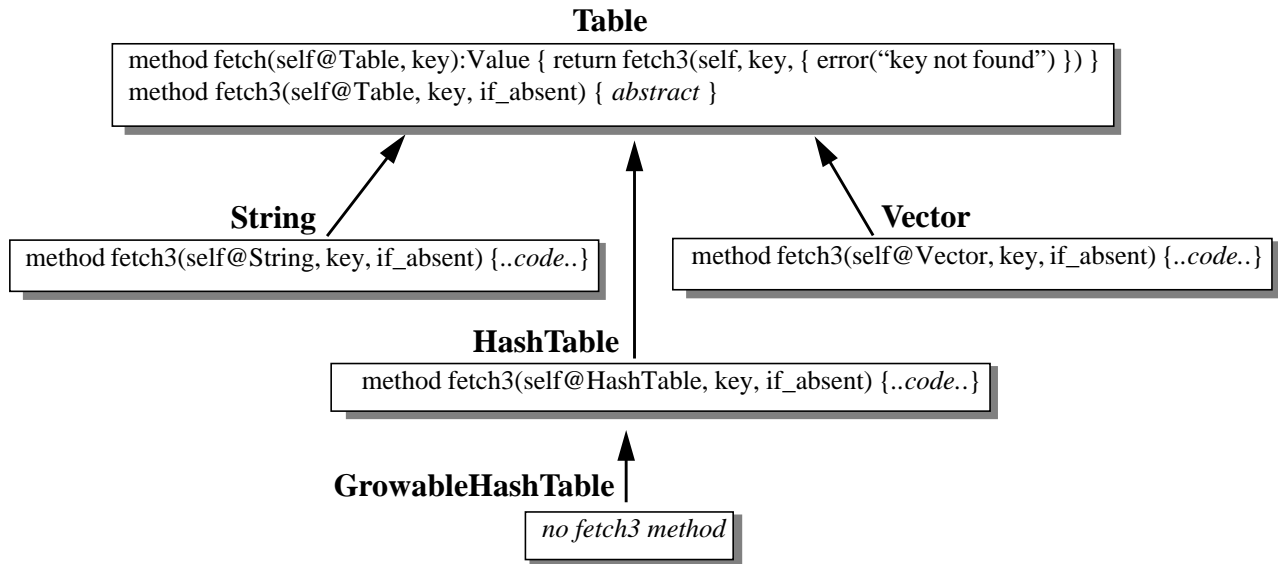 Table
method fetch(self@Table, key):Value { return fetch3(self, key, { error(“key not found”) }) }
method fetch3(self@Table, key, if_absent) { abstract }
String
Vector
method fetch3(self@String, key, if_absent) {..code..}
method fetch3(self@Vector, key, if_absent) {..code..}
HashTable
method fetch3(self@HashTable, key, if_absent) {..code..}
GrowableHashTable
no fetch3 method